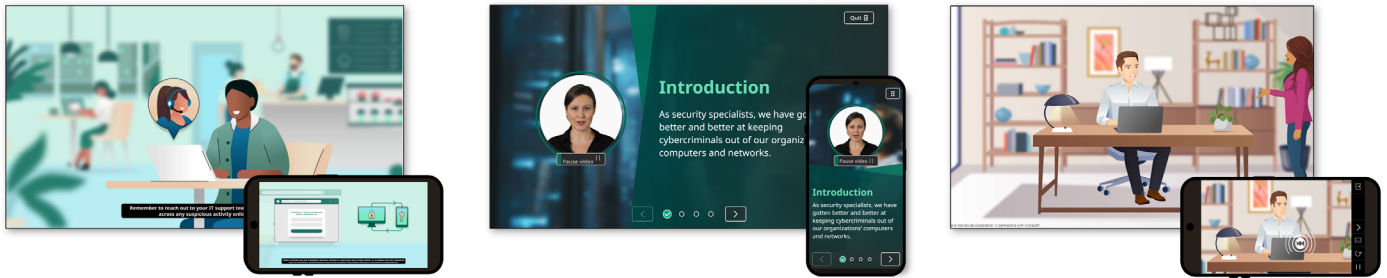 Remember to reach out to your IT support tea
across any suspicious activity onli
Quit
Introduction
As security specialists, we have go
better and better at keeping
cybercriminals out of our organiz
computers and networks.
Pause video
Pause video
Introduction
As security specialists, we have
gotten better and better at
keeping cybercriminals out of
our organizations' computers
and networks.